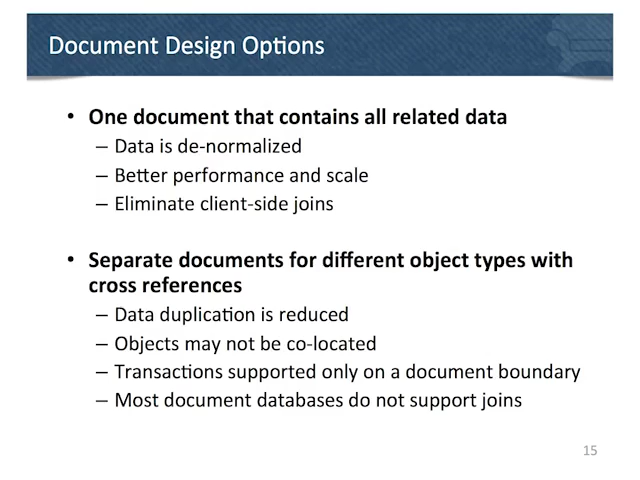 Document Design Options
• One document that contains all related data
– Data is de-normalized
– Better performance and scale
– Eliminate client-side joins
• Separate documents for different object types with
cross references
– Data duplication is reduced
– Objects may not be co-located
– Transactions supported only on a document boundary
– Most document databases do not support joins
15